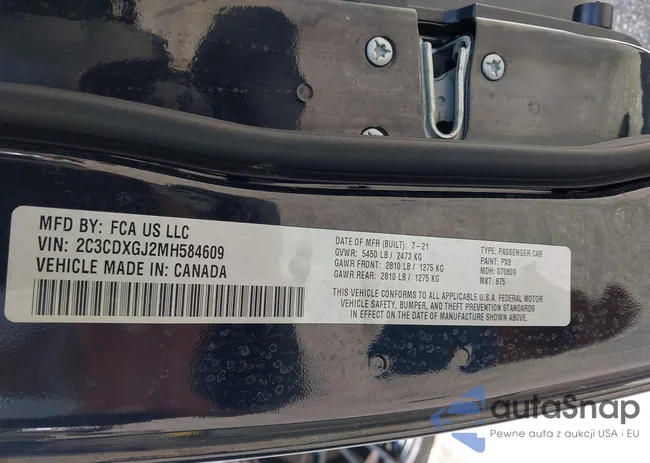 MFD BY: FCA US LLC
VIN: 2C3CDXGJ2MH584609
VEHICLE MADE IN: CANADA
DATE OF MFR (BUILT): 7-21
GVWR: 5450 LB / 2473 KG
GAWR FRONT: 2810 LB / 1275 KG
GAWR REAR: 2810 LB / 1275 KG
TYPE: PASSENGER CAR
PAINT: PX8
MDH: 070809
MKT: 875
THIS VEHICLE CONFORMS TO ALL APPLICABLE U.S.A. FEDERAL MOTOR
VEHICLE SAFETY, BUMPER, AND THEFT PREVENTION STANDARDS
IN EFFECT ON THE DATE OF MANUFACTURE SHOWN ABOVE.
autaSnap
Pewne auta z aukcji USA i EU